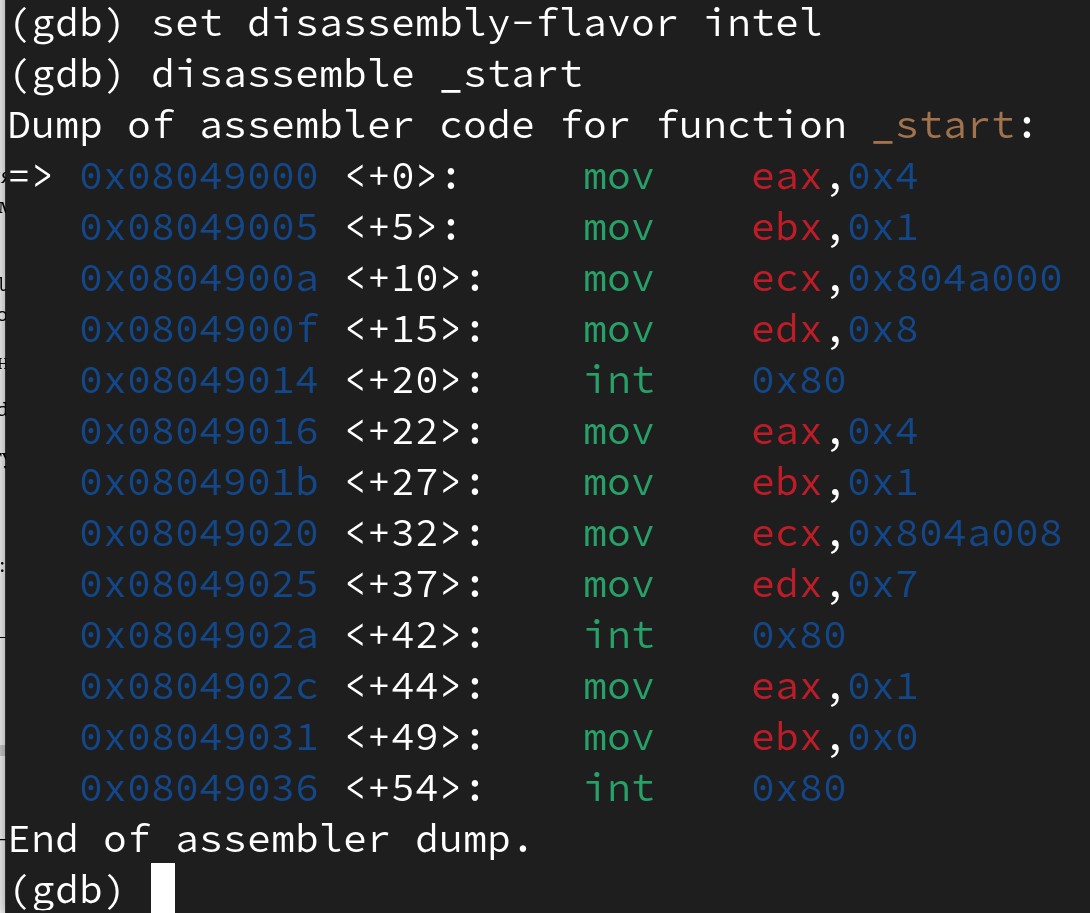 (gdb) set disassembly-flavor intel
(gdb) disassemble _start
Dump of assembler code for function _start:
=> 0x08049000 <+0>: mov eax,0x4
0x08049005 <+5>: mov ebx,0x1
0x0804900a <+10>: mov ecx,0x804a000
0x0804900f <+15>: mov edx,0x8
0x08049014 <+20>: int 0x80
0x08049016 <+22>: mov eax,0x4
0x0804901b <+27>: mov ebx,0x1
0x08049020 <+32>: mov ecx,0x804a008
0x08049025 <+37>: mov edx,0x7
0x0804902a <+42>: int 0x80
0x0804902c <+44>: mov eax,0x1
0x08049031 <+49>: mov ebx,0x0
0x08049036 <+54>: int 0x80
End of assembler dump.
(gdb)